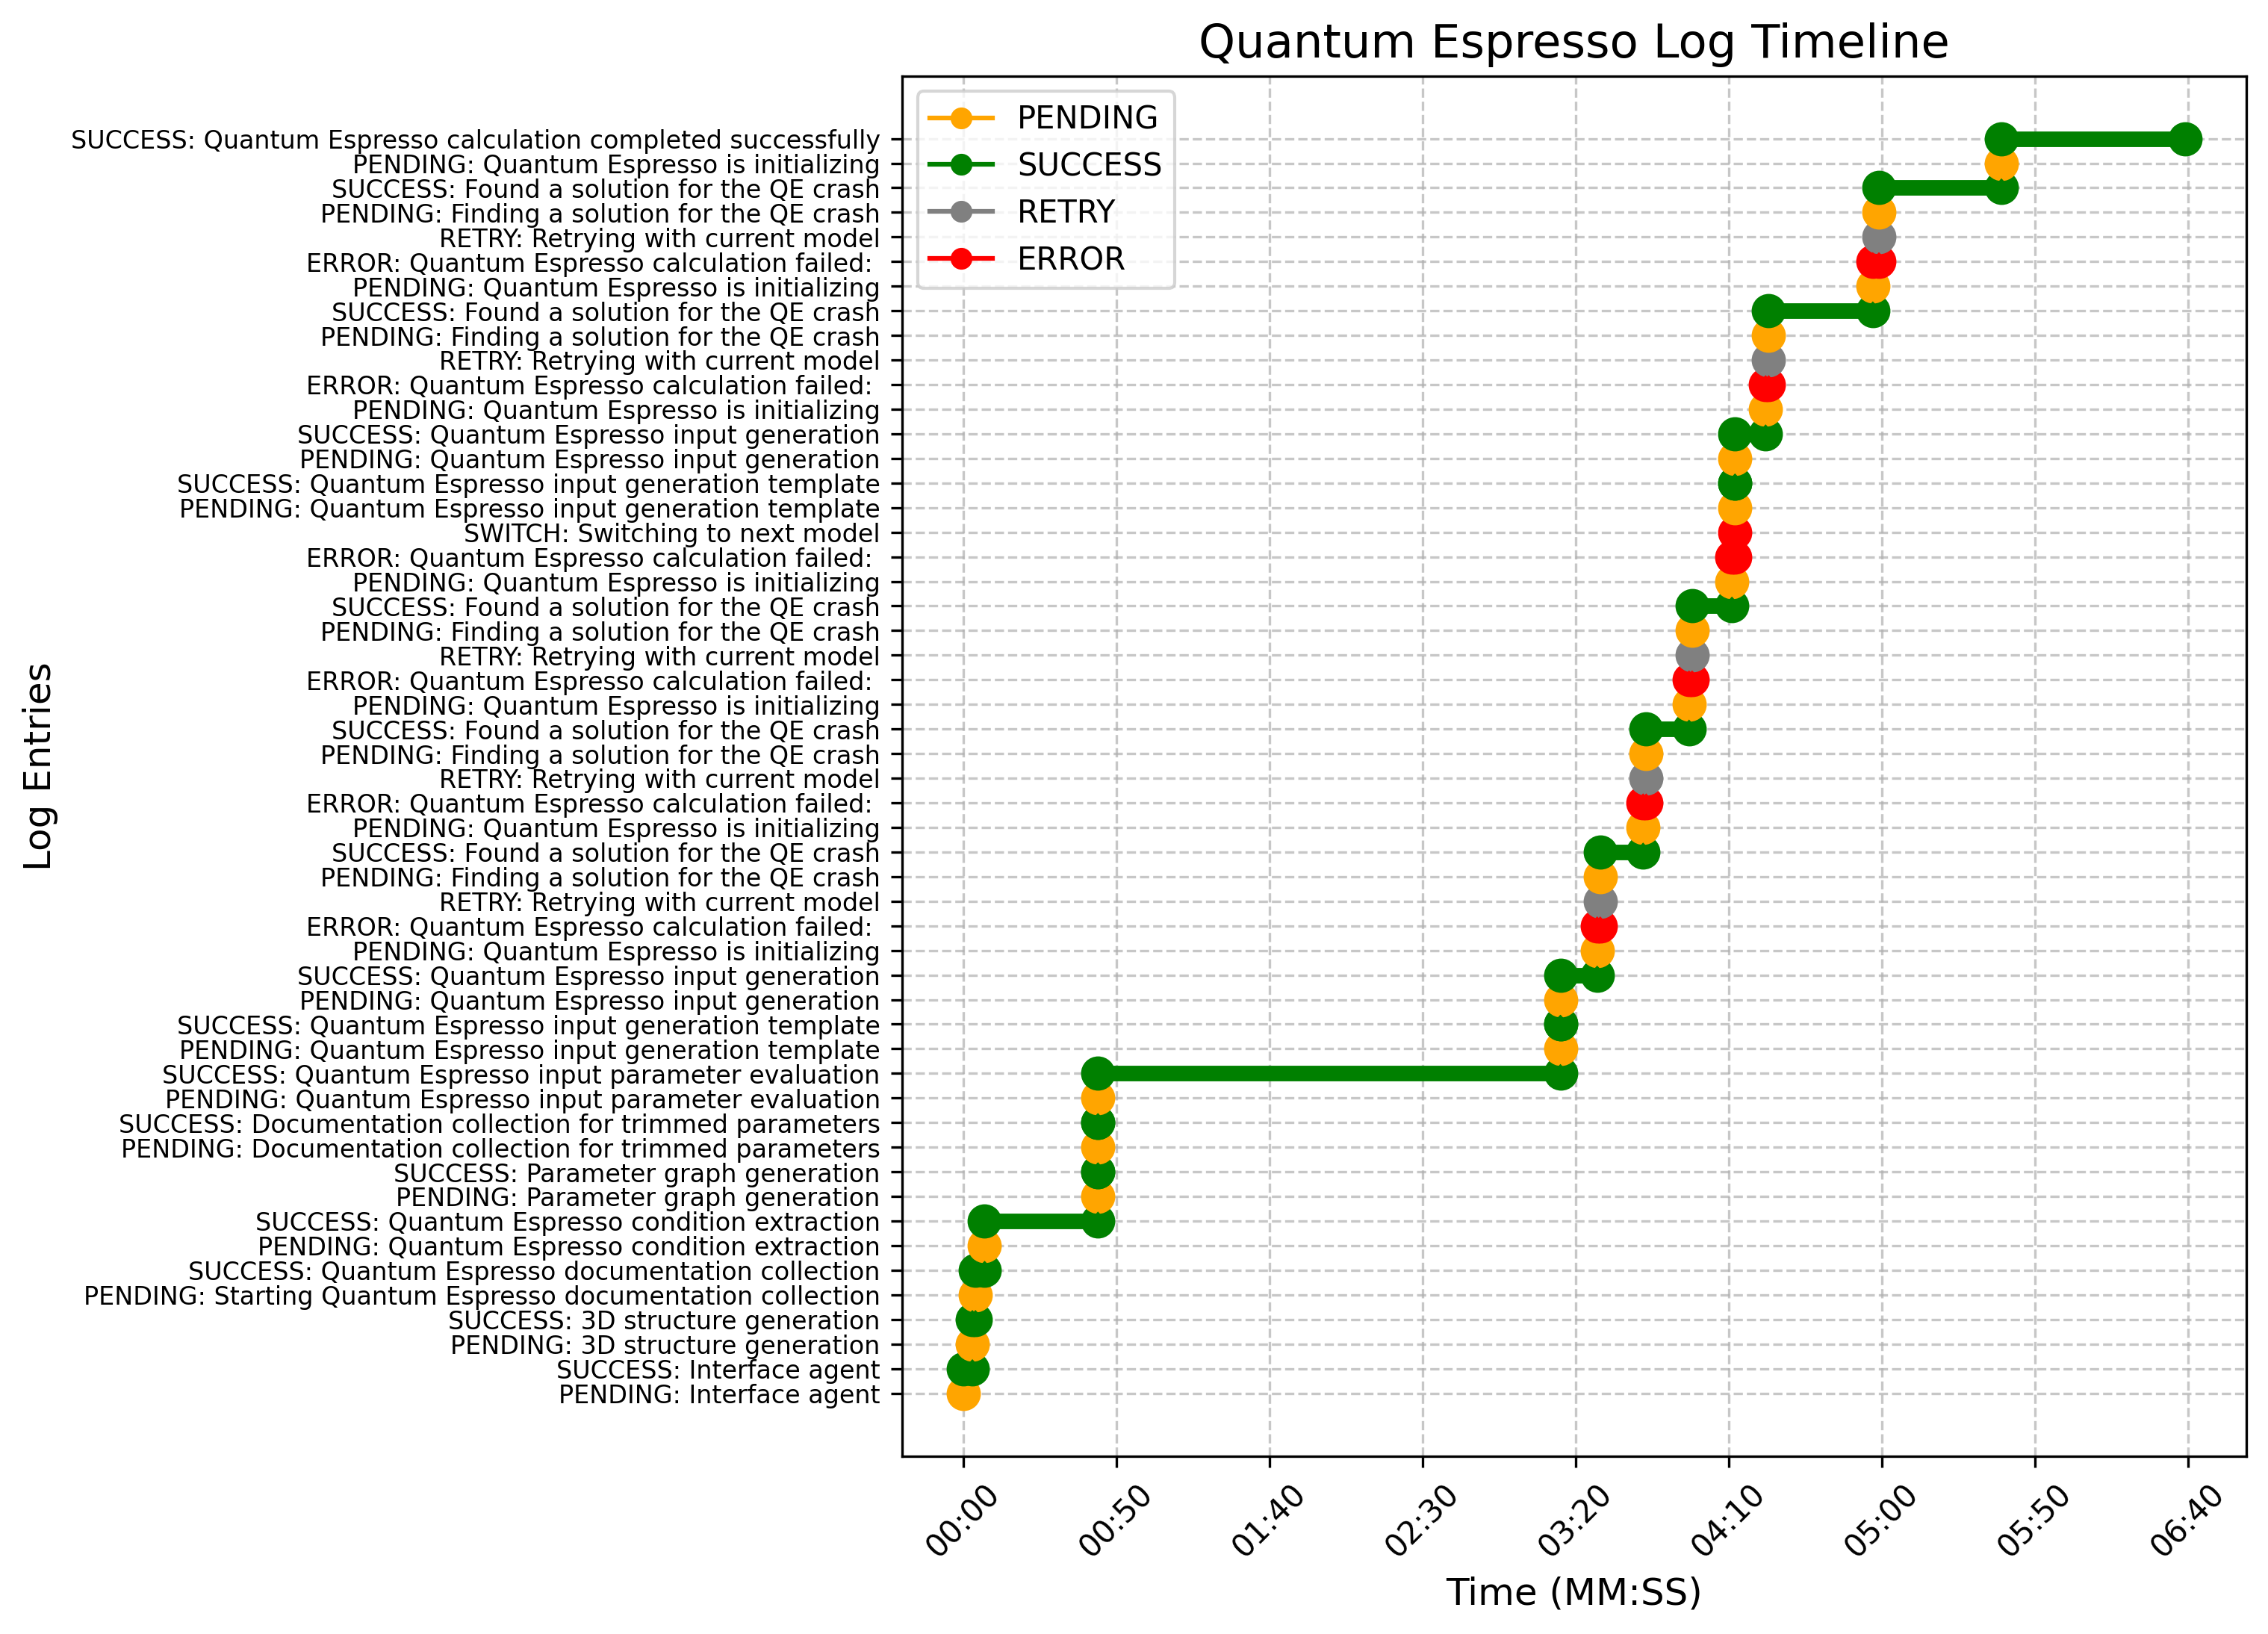 Quantum Espresso Log Timeline
PENDING
SUCCESS
RETRY
ERROR
SUCCESS: Quantum Espresso calculation completed successfully
PENDING: Quantum Espresso is initializing
SUCCESS: Found a solution for the QE crash
PENDING: Finding a solution for the QE crash
RETRY: Retrying with current model
ERROR: Quantum Espresso calculation failed:
PENDING: Quantum Espresso is initializing
SUCCESS: Found a solution for the QE crash
PENDING: Finding a solution for the QE crash
RETRY: Retrying with current model
ERROR: Quantum Espresso calculation failed:
PENDING: Quantum Espresso is initializing
SUCCESS: Quantum Espresso input generation
PENDING: Quantum Espresso input generation
SUCCESS: Quantum Espresso input generation template
PENDING: Quantum Espresso input generation template
SWITCH: Switching to next model
ERROR: Quantum Espresso calculation failed:
PENDING: Quantum Espresso is initializing
SUCCESS: Found a solution for the QE crash
PENDING: Finding a solution for the QE crash
RETRY: Retrying with current model
ERROR: Quantum Espresso calculation failed:
PENDING: Quantum Espresso is initializing
SUCCESS: Found a solution for the QE crash
PENDING: Finding a solution for the QE crash
RETRY: Retrying with current model
ERROR: Quantum Espresso calculation failed:
PENDING: Quantum Espresso is initializing
SUCCESS: Found a solution for the QE crash
PENDING: Finding a solution for the QE crash
RETRY: Retrying with current model
ERROR: Quantum Espresso calculation failed:
PENDING: Quantum Espresso is initializing
SUCCESS: Quantum Espresso input generation
PENDING: Quantum Espresso input generation
SUCCESS: Quantum Espresso input generation template
PENDING: Quantum Espresso input generation template
SUCCESS: Quantum Espresso input parameter evaluation
PENDING: Quantum Espresso input parameter evaluation
SUCCESS: Documentation collection for trimmed parameters
PENDING: Documentation collection for trimmed parameters
SUCCESS: Parameter graph generation
PENDING: Parameter graph generation
SUCCESS: Quantum Espresso condition extraction
PENDING: Quantum Espresso condition extraction
SUCCESS: Quantum Espresso documentation collection
PENDING: Starting Quantum Espresso documentation collection
SUCCESS: 3D structure generation
PENDING: 3D structure generation
SUCCESS: Interface agent
PENDING: Interface agent
Log Entries
00:00
00:50
01:40
02:30
03:20
04:10
05:00
05:50
06:40
Time (MM:SS)